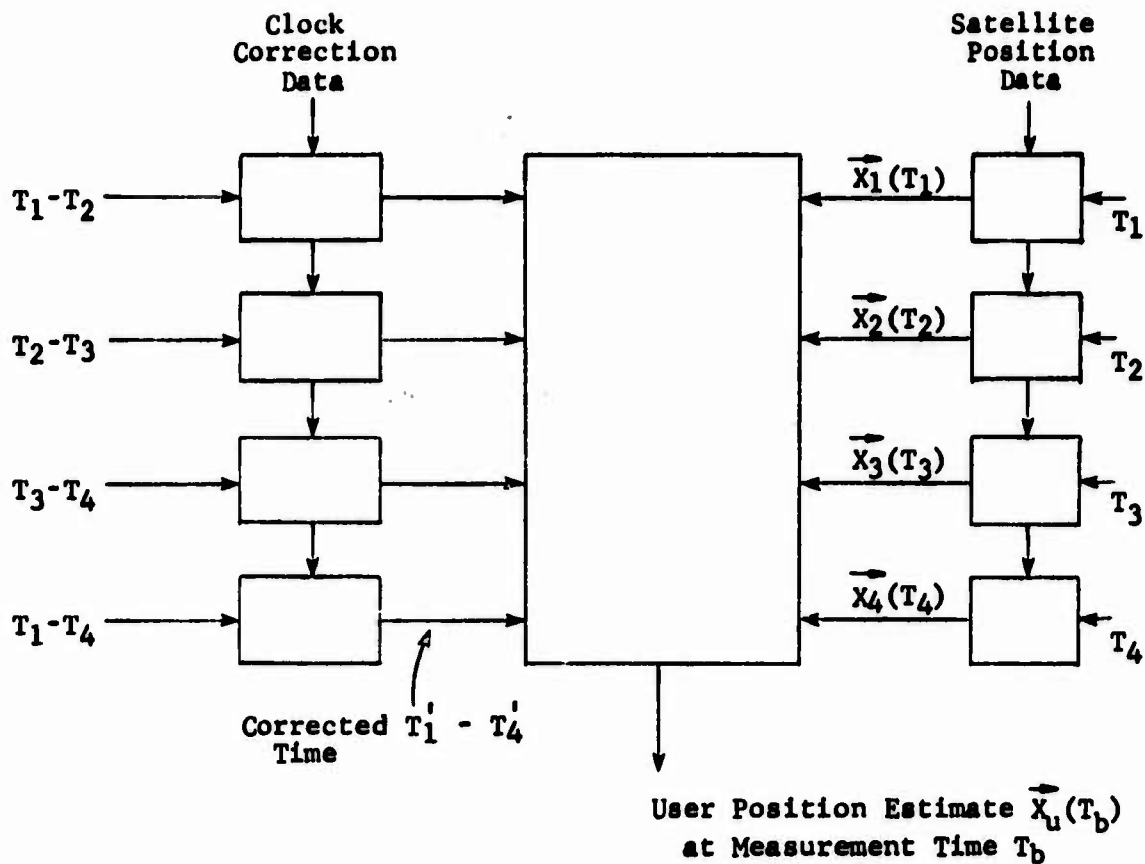 Clock
Correction
Data
Satellite
Position
Data
T1-T2
X1(T1)
T1
T2-T3
X2(T2)
T2
T3-T4
X3(T3)
T3
T1-T4
X4(T4)
T4
Corrected T1' - T4'
Time
User Position Estimate Xu(Tb)
at Measurement Time Tb